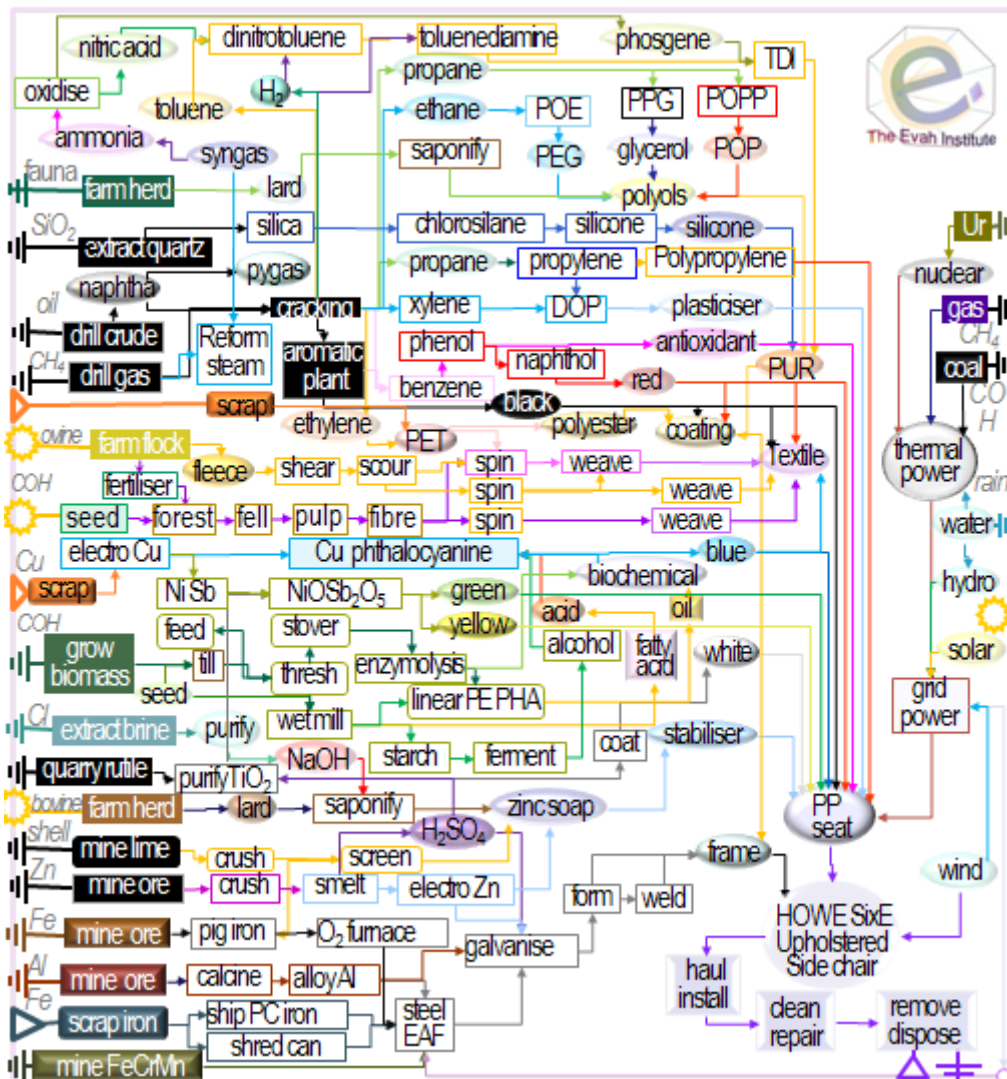 nitric acid
dinitrotoluene
toluenediamine
phosgene
TDI
oxidise
toluene
H2
propane
ethane
POE
PPG
POPP
The Evah Institute
ammonia
syngas
saponify
PEG
glycerol
POP
fauna
farm herd
lard
polyols
SiO2
extract quartz
silica
chlorosilane
silicone
silicone
Ur
naphtha
pygas
propane
propylene
Polypropylene
nuclear
oil
drill crude
cracking
xylene
DOP
plasticiser
gas
CH4
CH4
drill gas
Reform
steam
aromatic
plant
phenol
naphthol
antioxidant
PUR
coal
CO
H
benzene
red
scrap
black
ethylene
PET
polyester
coating
ovine
farm flock
fleece
shear
scour
spin
weave
Textile
thermal
power
fertiliser
spin
weave
rain
COH
seed
forest
fell
pulp
fibre
spin
weave
water
electro Cu
Cu phthalocyanine
blue
Cu
scrap
Ni Sb
NiOSb2O5
green
biochemical
hydro
acid
oil
COH
feed
stover
yellow
alcohol
fatty
acid
white
solar
grow
biomass
till
thresh
enzymolysis
seed
linear PE PHA
grid
power
Cl
extract brine
purify
wet mill
starch
ferment
coat
stabiliser
quarry rutile
purify TiO2
NaOH
bovine
farm herd
lard
saponify
zinc soap
PP
seat
shell
mine lime
crush
screen
H2SO4
frame
wind
Zn
mine ore
crush
smelt
electro Zn
form
weld
Fe
mine ore
pig iron
O2 furnace
galvanise
HOWE SixE
Upholstered
Side chair
Al
mine ore
calcine
alloy Al
haul
install
Fe
scrap iron
ship PC iron
shred can
steel
EAF
clean
repair
remove
dispose
mine FeCrMn